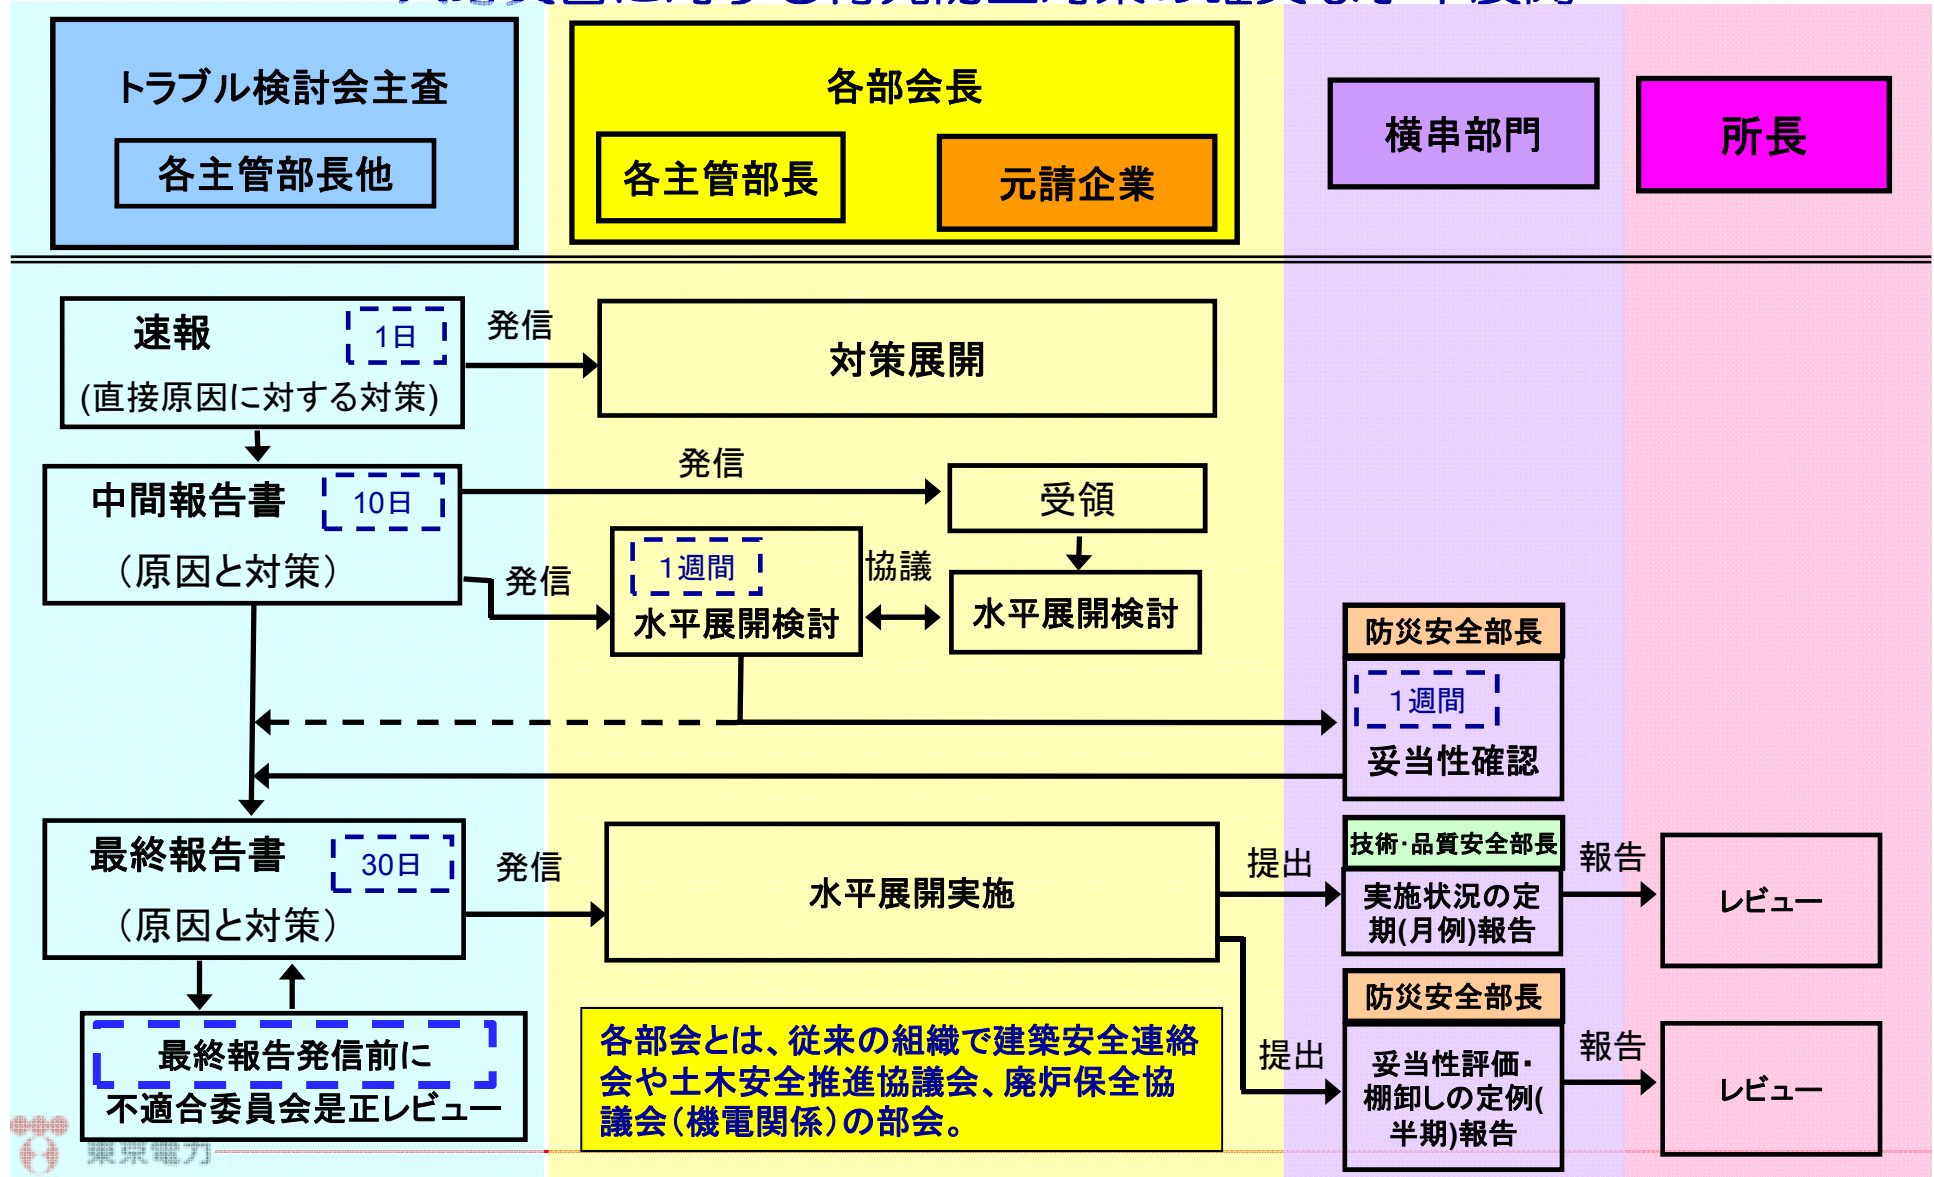 トラブル検討会主査
各主管部長他
各部会長
各主管部長
元請企業
横串部門
所長
速報
1日
(直接原因に対する対策)
発信
対策展開
中間報告書
10日
（原因と対策）
発信
受領
発信
1週間
水平展開検討
協議
水平展開検討
防災安全部長
1週間
妥当性確認
最終報告書
30日
（原因と対策）
発信
水平展開実施
提出
技術･品質安全部長
実施状況の定
期(月例)報告
報告
レビュー
最終報告発信前に
不適合委員会是正レビュー
各部会とは、従来の組織で建築安全連絡
会や土木安全推進協議会、廃炉保全協
議会（機電関係）の部会。
提出
防災安全部長
妥当性評価･
棚卸しの定例(
半期)報告
報告
レビュー
東京電力